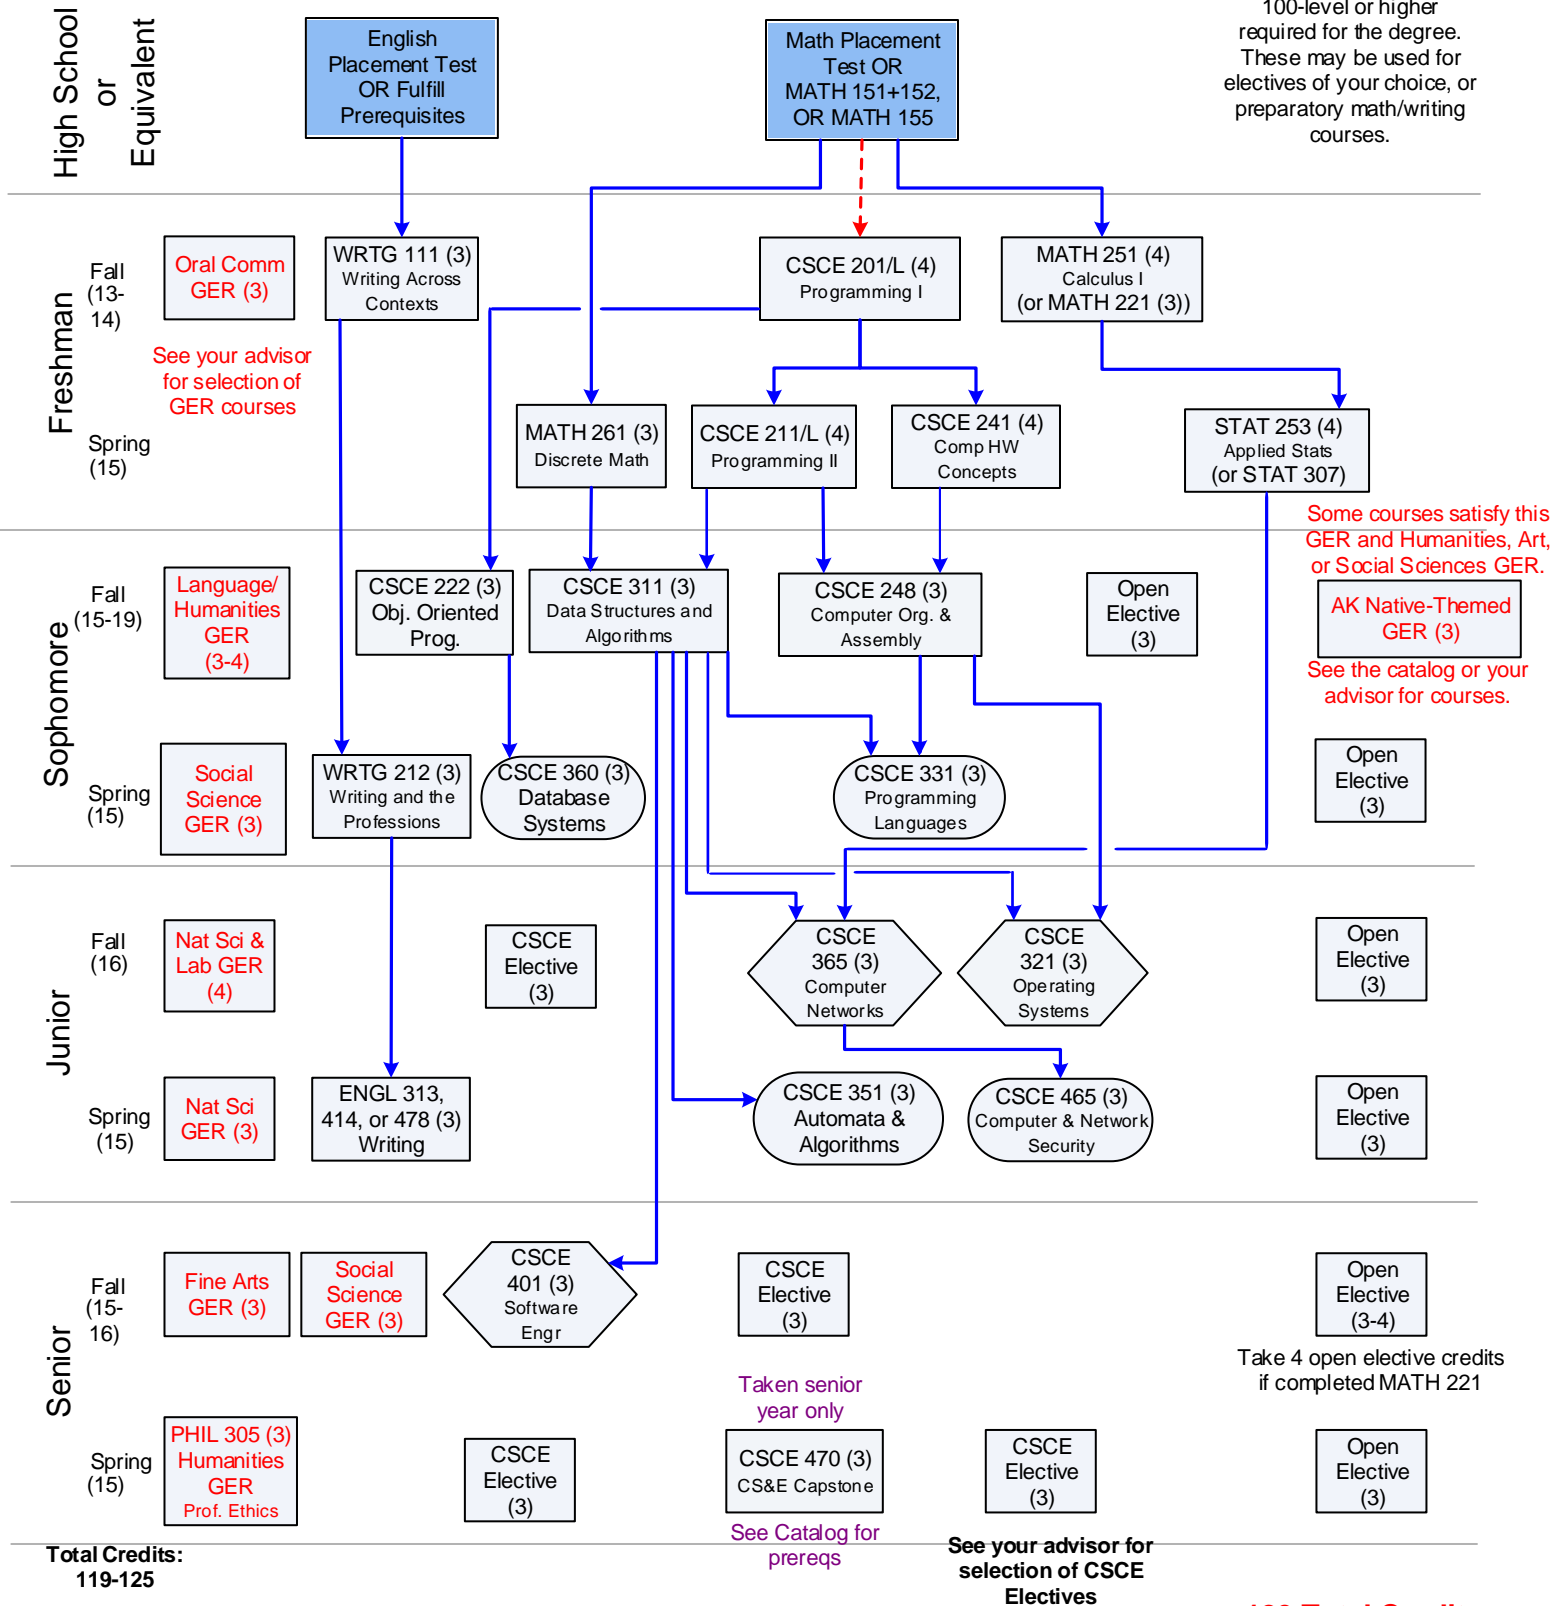 High School
or
Equivalent
English
Placement Test
OR Fulfill
Prerequisites
Math Placement
Test OR
MATH 151+152,
OR MATH 155
100-level or higher
required for the degree.
These may be used for
electives of your choice, or
preparatory math/writing
courses.
Freshman
Fall
(13-
14)
Oral Comm
GER (3)
WRTG 111 (3)
Writing Across
Contexts
CSCE 201/L (4)
Programming I
MATH 251 (4)
Calculus I
(or MATH 221 (3))
See your advisor
for selection of
GER courses
Spring
(15)
MATH 261 (3)
Discrete Math
CSCE 211/L (4)
Programming II
CSCE 241 (4)
Comp HW
Concepts
STAT 253 (4)
Applied Stats
(or STAT 307)
Some courses satisfy this
GER and Humanities, Art,
or Social Sciences GER.
Sophomore
Fall
(15-19)
Language/
Humanities
GER
(3-4)
CSCE 222 (3)
Obj. Oriented
Prog.
CSCE 311 (3)
Data Structures and
Algorithms
CSCE 248 (3)
Computer Org. &
Assembly
Open
Elective
(3)
AK Native-Themed
GER (3)
See the catalog or your
advisor for courses.
Spring
(15)
Social
Science
GER (3)
WRTG 212 (3)
Writing and the
Professions
CSCE 360 (3)
Database
Systems
CSCE 331 (3)
Programming
Languages
Open
Elective
(3)
Junior
Fall
(16)
Nat Sci &
Lab GER
(4)
CSCE
Elective
(3)
CSCE
365 (3)
Computer
Networks
CSCE
321 (3)
Operating
Systems
Open
Elective
(3)
Spring
(15)
Nat Sci
GER (3)
ENGL 313,
414, or 478 (3)
Writing
CSCE 351 (3)
Automata &
Algorithms
CSCE 465 (3)
Computer & Network
Security
Open
Elective
(3)
Senior
Fall
(15-
16)
Fine Arts
GER (3)
Social
Science
GER (3)
CSCE
401 (3)
Software
Engr
CSCE
Elective
(3)
Open
Elective
(3-4)
Take 4 open elective credits
if completed MATH 221
Taken senior
year only
Spring
(15)
PHIL 305 (3)
Humanities
GER
Prof. Ethics
CSCE
Elective
(3)
CSCE 470 (3)
CS&E Capstone
CSCE
Elective
(3)
Open
Elective
(3)
See Catalog for
prereqs
See your advisor for
selection of CSCE
Electives
Total Credits:
119-125